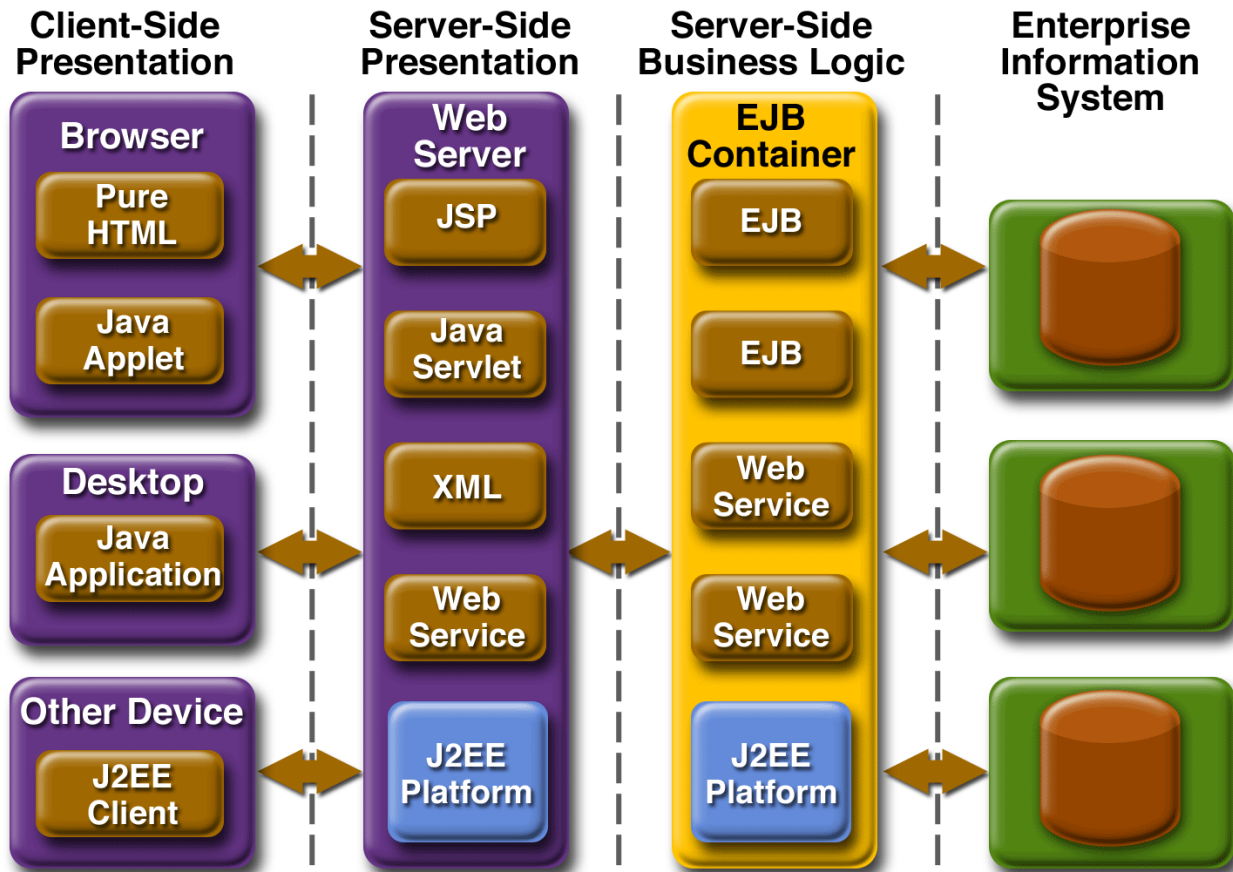 Client-Side
Presentation
Server-Side
Presentation
Server-Side
Business Logic
Enterprise
Information
System
Browser
Pure
HTML
Java
Applet
Desktop
Java
Application
Other Device
J2EE
Client
Web
Server
JSP
Java
Servlet
XML
Web
Service
J2EE
Platform
EJB
Container
EJB
EJB
Web
Service
Web
Service
J2EE
Platform